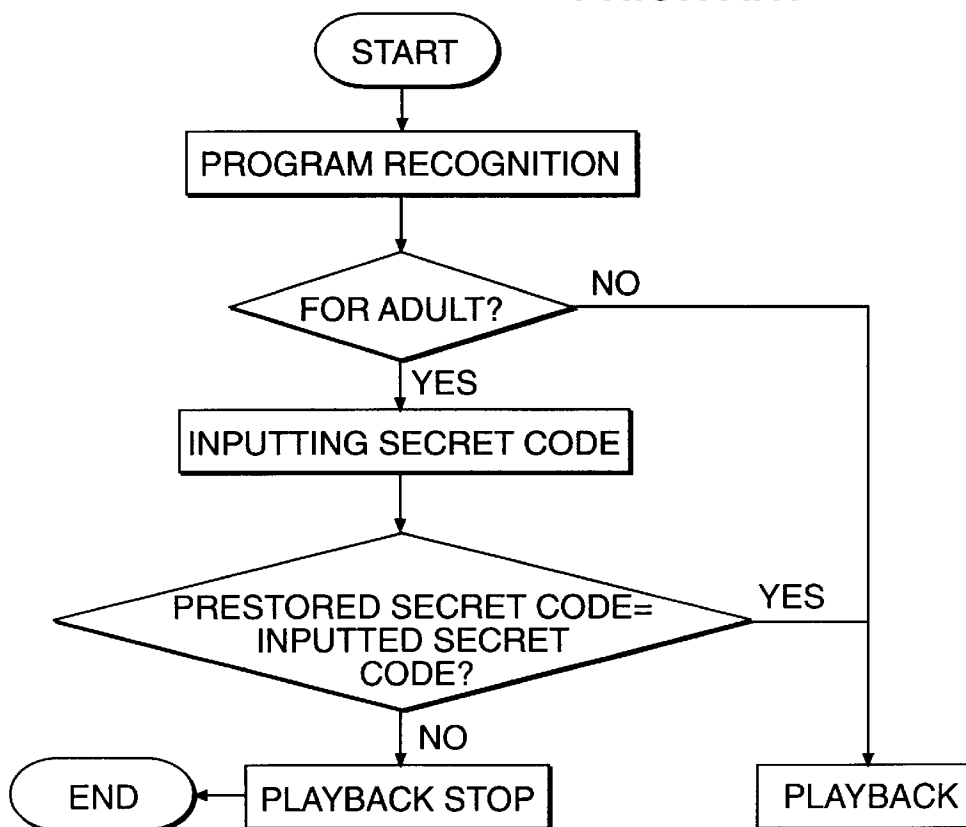 START
PROGRAM RECOGNITION
FOR ADULT?
NO
YES
INPUTTING SECRET CODE
PRESTORED SECRET CODE=
INPUTTED SECRET
CODE?
YES
NO
END
PLAYBACK STOP
PLAYBACK